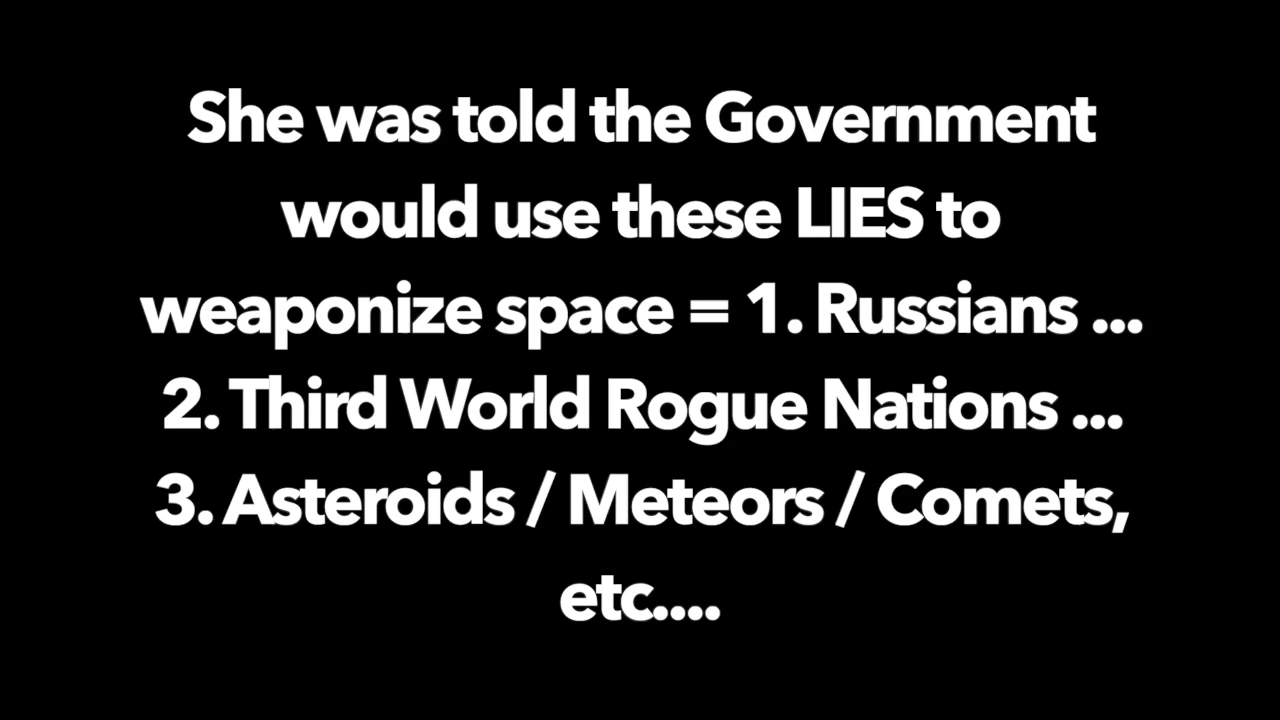 She was told the Government
would use these LIES to
weaponize space = 1. Russians ...
2. Third World Rogue Nations ...
3. Asteroids / Meteors / Comets,
etc....